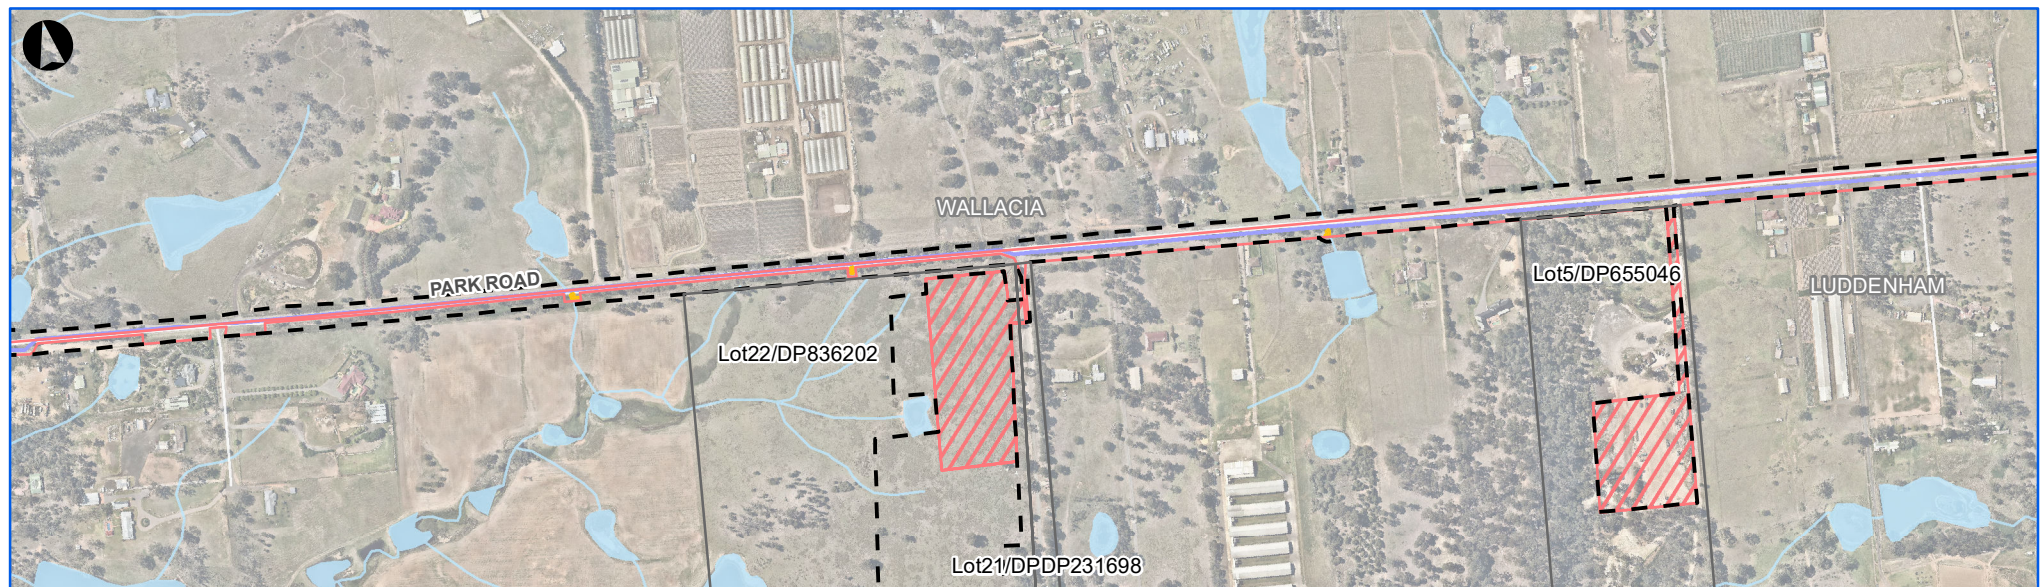 WALLACIA
PARK ROAD
Lot5/DP655046
LUDDENHAM
Lot22/DP836202
Lot21/DPDP231698